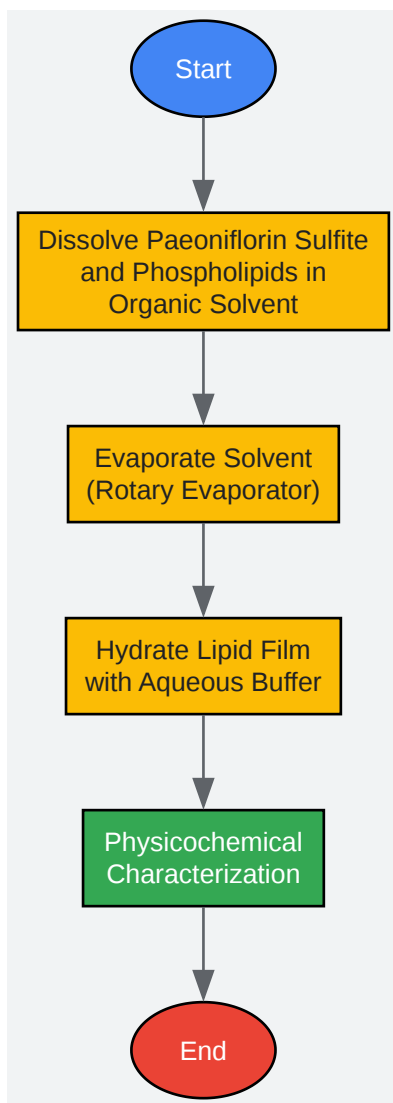 Start
Dissolve Paeoniflorin Sulfite
and Phospholipids in
Organic Solvent
Evaporate Solvent
(Rotary Evaporator)
Hydrate Lipid Film
with Aqueous Buffer
Physicochemical
Characterization
End